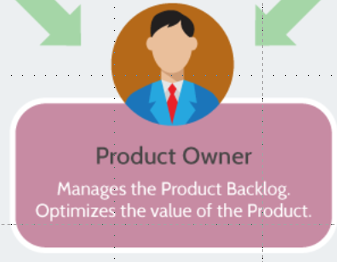 Product Owner
Manages the Product Backlog.
Optimizes the value of the Product.